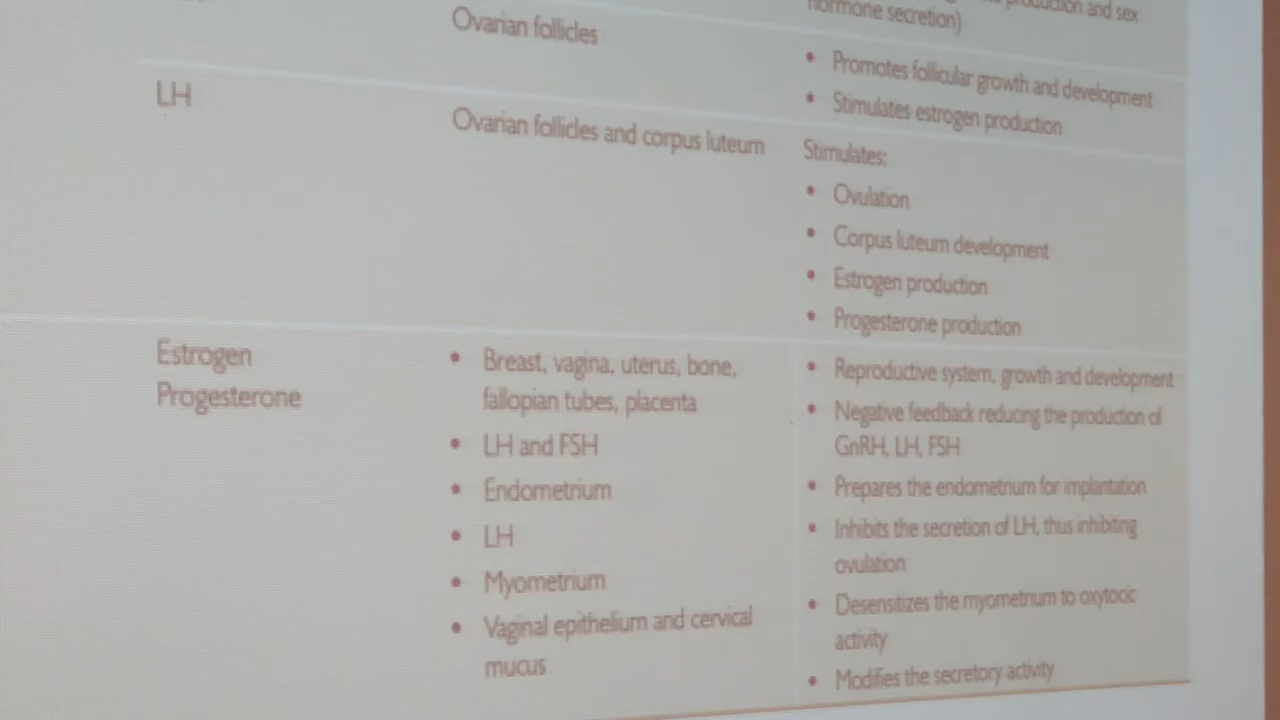 production and sex
hormone secretion)
Ovarian follicles
• Promotes follicular growth and development
• Stimulates estrogen production
LH
Ovarian follicles and corpus luteum
Stimulates:
• Ovulation
• Corpus luteum development
• Estrogen production
• Progesterone production
Estrogen
Progesterone
• Breast, vagina, uterus, bone,
fallopian tubes, placenta
• LH and FSH
• Endometrium
• LH
• Myometrium
• Vaginal epithelium and cervical
mucus
• Reproductive system, growth and development
• Negative feedback reducing the production of
GnRH, LH, FSH
• Prepares the endometrium for implantation
• Inhibits the secretion of LH, thus inhibiting
ovulation
• Desensitizes the myometrium to oxytocic
activity
• Modifies the secretory activity